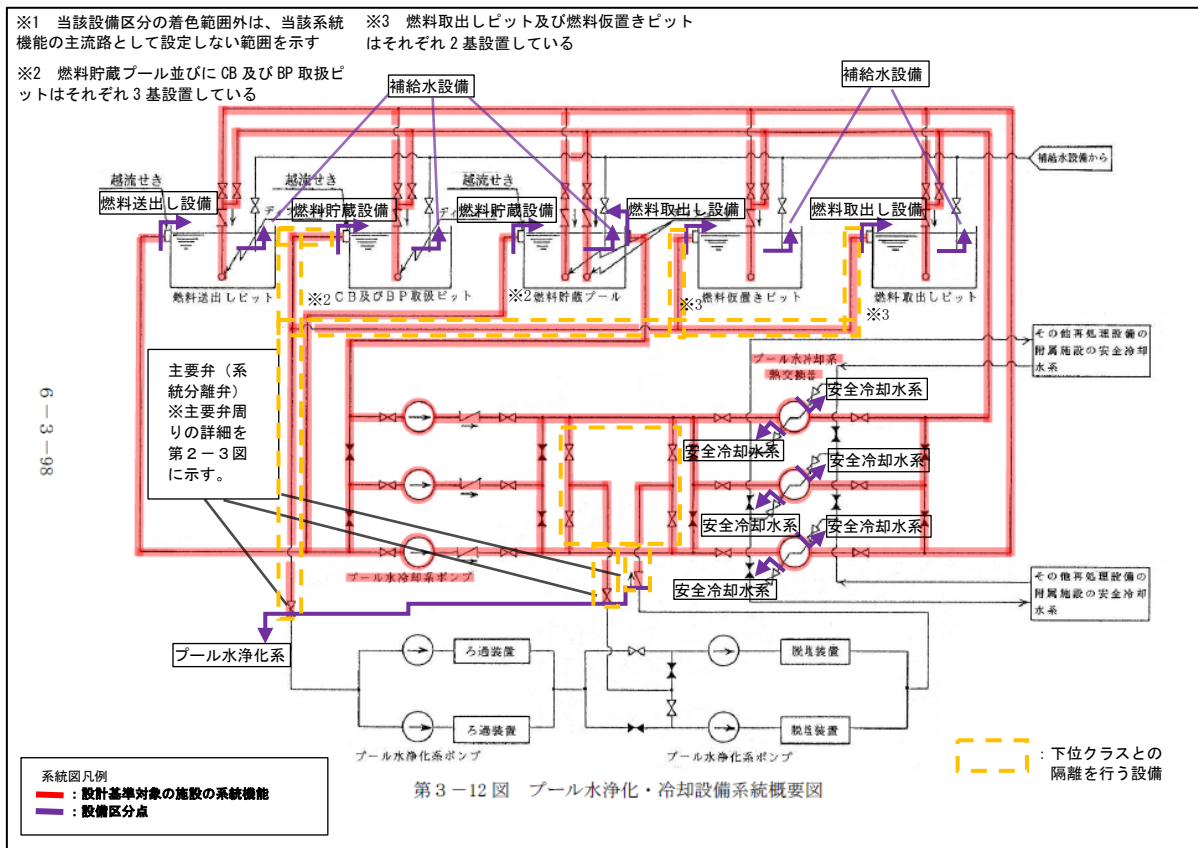 ※1 当該設備区分の着色範囲外は、当該系統
機能の主流路として設定しない範囲を示す
※3 燃料取出しピット及び燃料仮置きピット
はそれぞれ2基設置している
※2 燃料貯蔵プール並びに CB 及び BP 取扱ピ
ットはそれぞれ3基設置している
補給水設備
補給水設備
補給水設備から
越流せき
越流せき
越流せき
燃料送出し設備
燃料貯蔵設備
燃料貯蔵設備
燃料取出し設備
燃料取出し設備
燃料送出しピット
※2
CB及びBP取扱ピット
※2
燃料貯蔵プール
※3
燃料仮置きピット
※3
燃料取出しピット
その他再処理設備の
附属施設の安全冷却
水系
プール水冷却系
熱交換器
主要弁(系
統分離弁)
※主要弁周
りの詳細を
第2-3図
に示す。
6-3-98
安全冷却水系
安全冷却水系
安全冷却水系
安全冷却水系
安全冷却水系
安全冷却水系
プール水冷却系ポンプ
その他再処理設備の
附属施設の安全冷却
水系
プール水浄化系
ろ過装置
脱塩装置
ろ過装置
脱塩装置
プール水浄化系ポンプ
プール水浄化系ポンプ
:下位クラスとの
隔離を行う設備
系統図凡例
:設計基準対象の施設の系統機能
:設備区分点
第3-12図 プール水浄化・冷却設備系統概要図